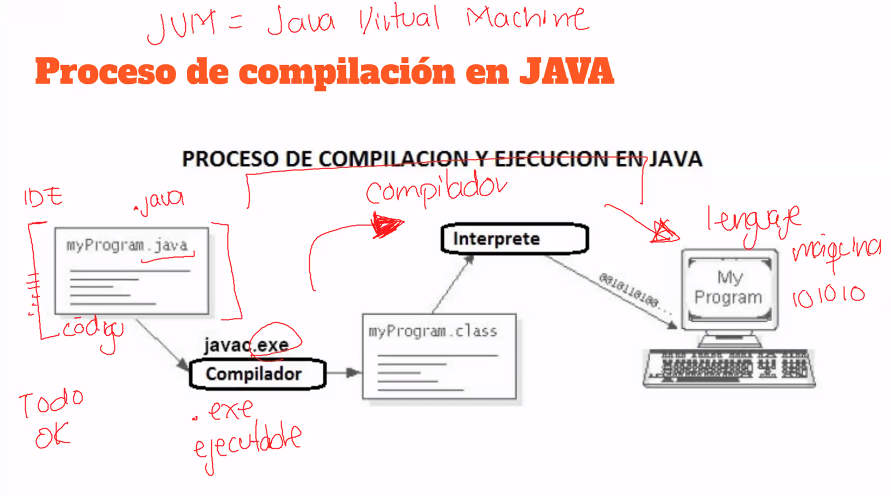 JVM = Java Virtual Machine
Proceso de compilación en JAVA
PROCESO DE COMPILACION Y EJECUCION EN JAVA
IDE
.java
compilador
lenguaje
máquina
101010
myProgram.java
código
Interprete
0010110100...
My
Program
javac.exe
Compilador
myProgram.class
Todo
OK
.exe
ejecutable